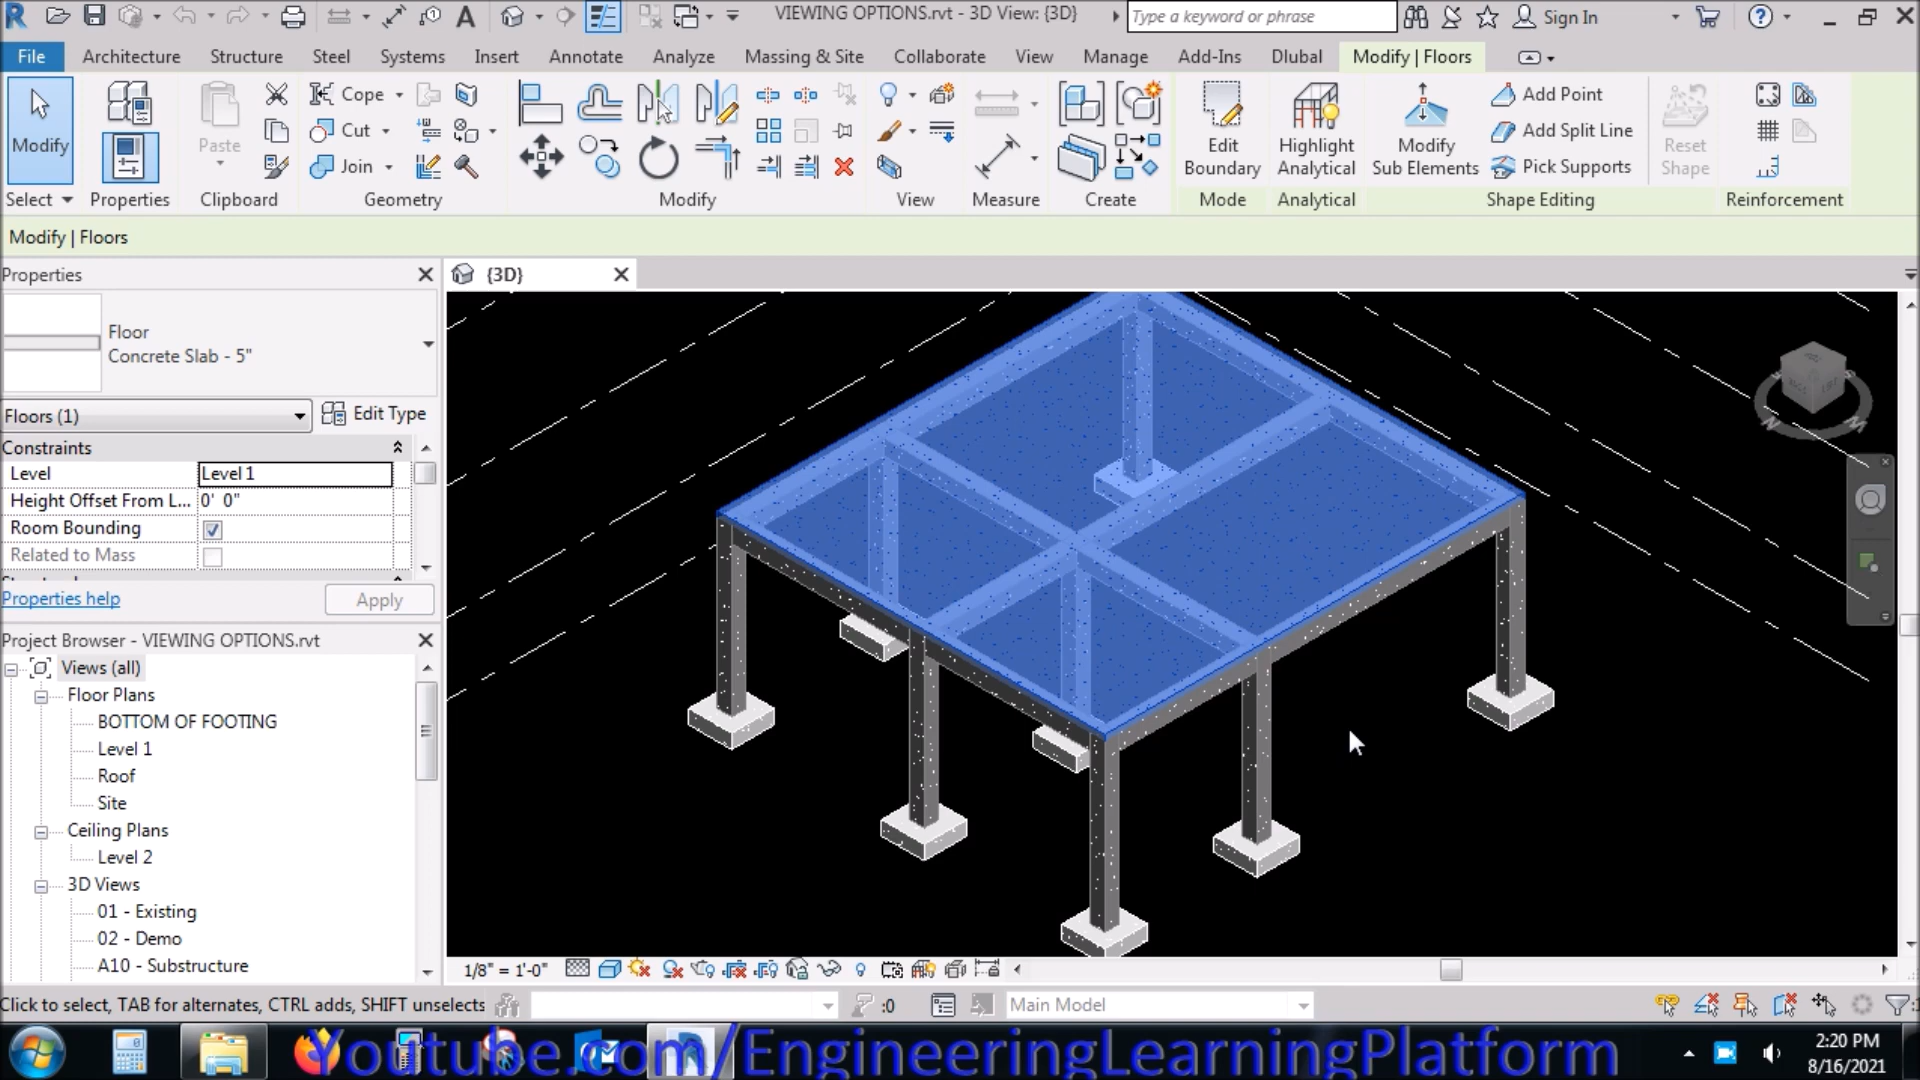 VIEWING OPTIONS.rvt - 3D View: {3D}
Type a keyword or phrase
Sign In
File Architecture Structure Steel Systems Insert Annotate Analyze Massing & Site Collaborate View Manage Add-Ins Dlubal Modify | Floors
Modify
Paste
Cope
Cut
Join
Edit Boundary
Highlight Analytical
Modify Sub Elements
Add Point
Add Split Line
Pick Supports
Reset Shape
Select Properties Clipboard Geometry Modify View Measure Create Mode Analytical Shape Editing Reinforcement
Modify | Floors
Properties
{3D}
Floor
Concrete Slab - 5"
Floors (1)
Edit Type
Constraints
Level Level 1
Height Offset From L... 0' 0"
Room Bounding
Related to Mass
Properties help
Apply
Project Browser - VIEWING OPTIONS.rvt
Views (all)
Floor Plans
BOTTOM OF FOOTING
Level 1
Roof
Site
Ceiling Plans
Level 2
3D Views
01 - Existing
02 - Demo
A10 - Substructure
1/8" = 1'-0"
Click to select, TAB for alternates, CTRL adds, SHIFT unselects
:0
Main Model
Youtube.com/EngineeringLearningPlatform
2:20 PM
8/16/2021